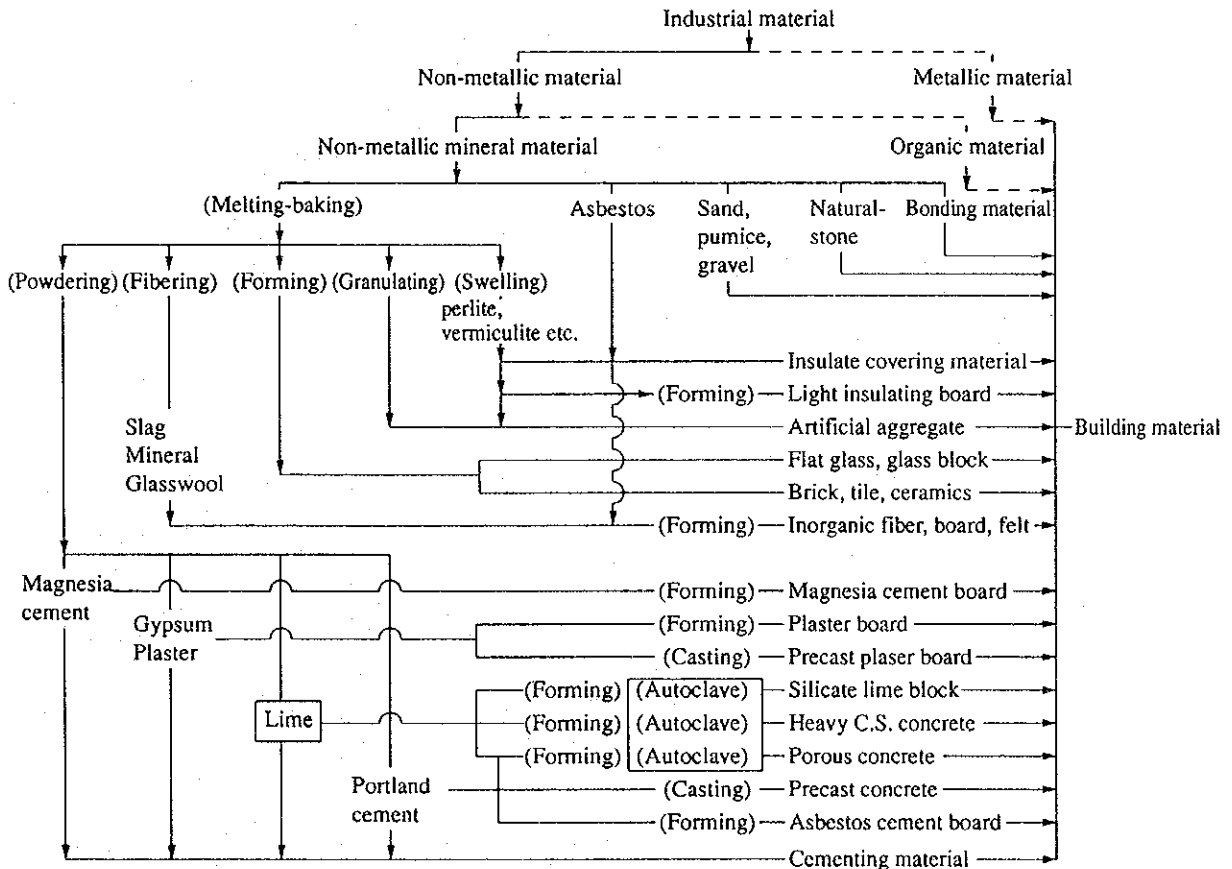 Industrial material
Non-metallic material
Metallic material
Non-metallic mineral material
Organic material
(Melting-baking)
Asbestos
Sand,
pumice,
gravel
Natural-
stone
Bonding material
(Powdering)
(Fibering)
(Forming)
(Granulating)
(Swelling)
perlite,
vermiculite etc.
Insulate covering material
(Forming) Light insulating board
Slag
Mineral
Glasswool
Artificial aggregate
Building material
Flat glass, glass block
Brick, tile, ceramics
(Forming) Inorganic fiber, board, felt
Magnesia
cement
(Forming) Magnesia cement board
Gypsum
Plaster
(Forming) Plaster board
(Casting) Precast plaser board
(Forming) (Autoclave) Silicate lime block
Lime
(Forming) (Autoclave) Heavy C.S. concrete
(Forming) (Autoclave) Porous concrete
Portland
cement
(Casting) Precast concrete
(Forming) Asbestos cement board
Cementing material